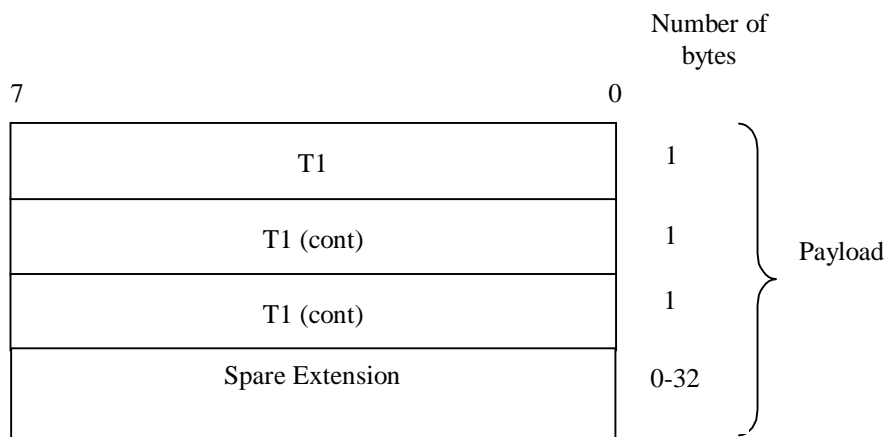 Number of
bytes
7 0
T1 1
T1 (cont) 1
Payload
T1 (cont) 1
Spare Extension 0-32